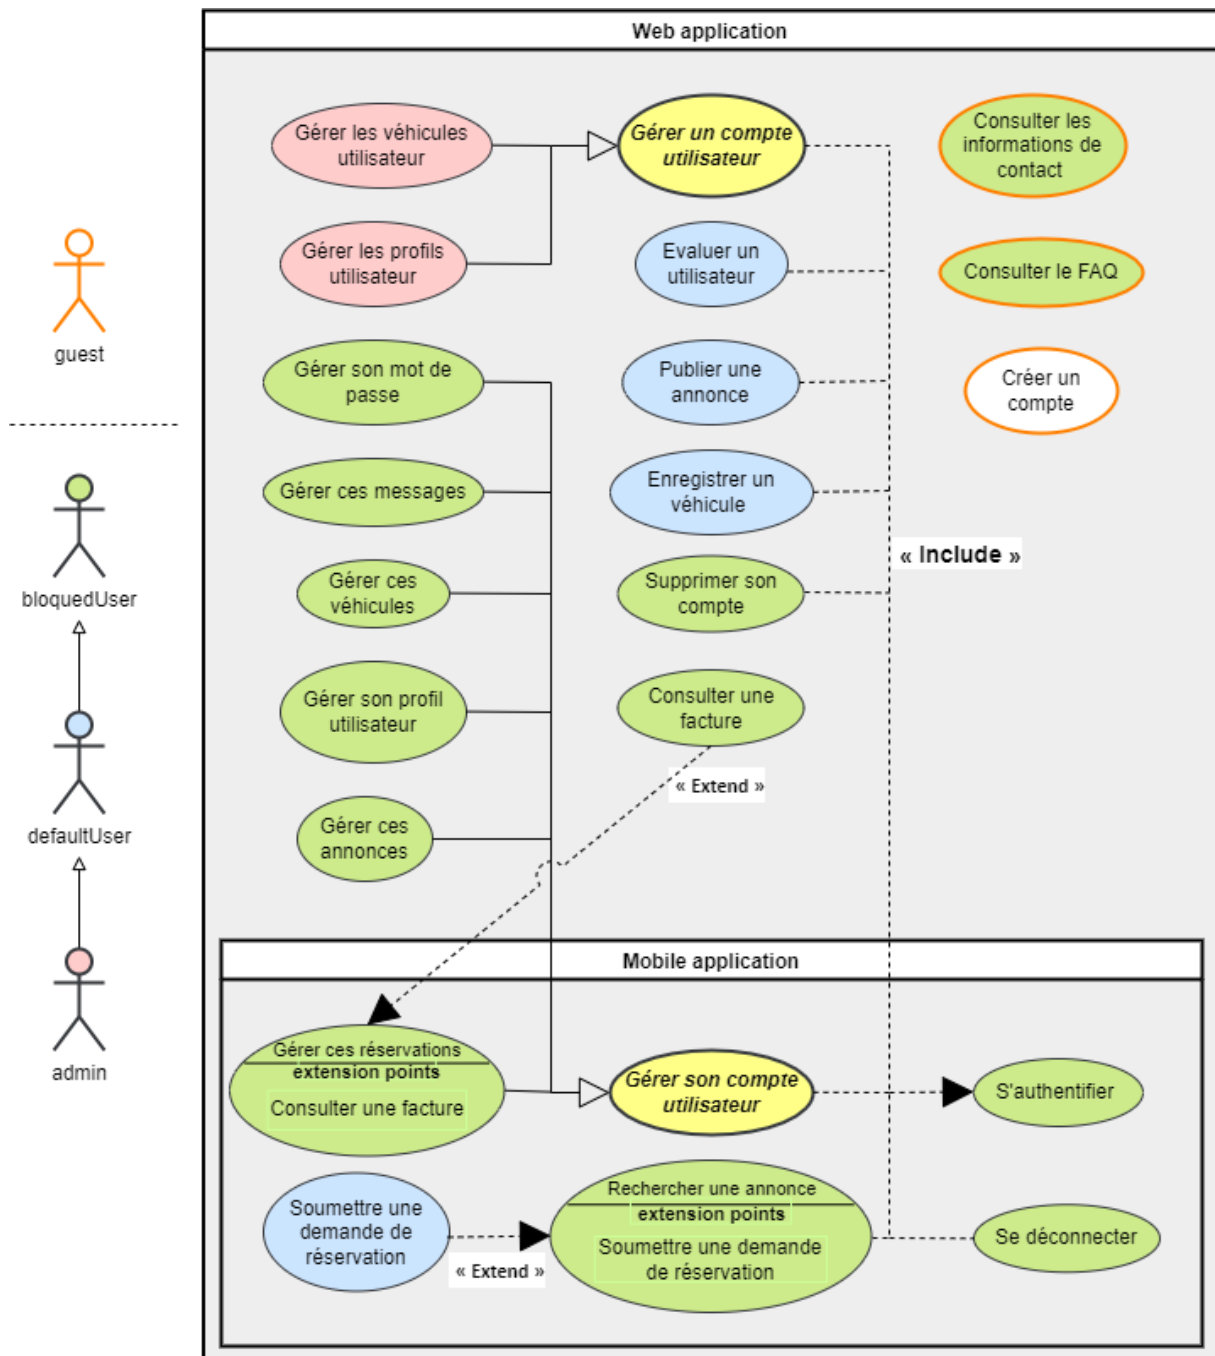 Web application
Gérer les véhicules
utilisateur
Gérer un compte
utilisateur
Consulter les
informations de
contact
Gérer les profils
utilisateur
Evaluer un
utilisateur
Consulter le FAQ
guest
Gérer son mot de
passe
Publier une
annonce
Créer un
compte
Gérer ces messages
Enregistrer un
véhicule
« Include »
bloquedUser
Gérer ces
véhicules
Supprimer son
compte
Gérer son profil
utilisateur
Consulter une
facture
« Extend »
defaultUser
Gérer ces
annonces
Mobile application
admin
Gérer ces réservations
extension points
Consulter une facture
Gérer son compte
utilisateur
S'authentifier
Soumettre une
demande de
réservation
« Extend »
Rechercher une annonce
extension points
Soumettre une demande
de réservation
Se déconnecter